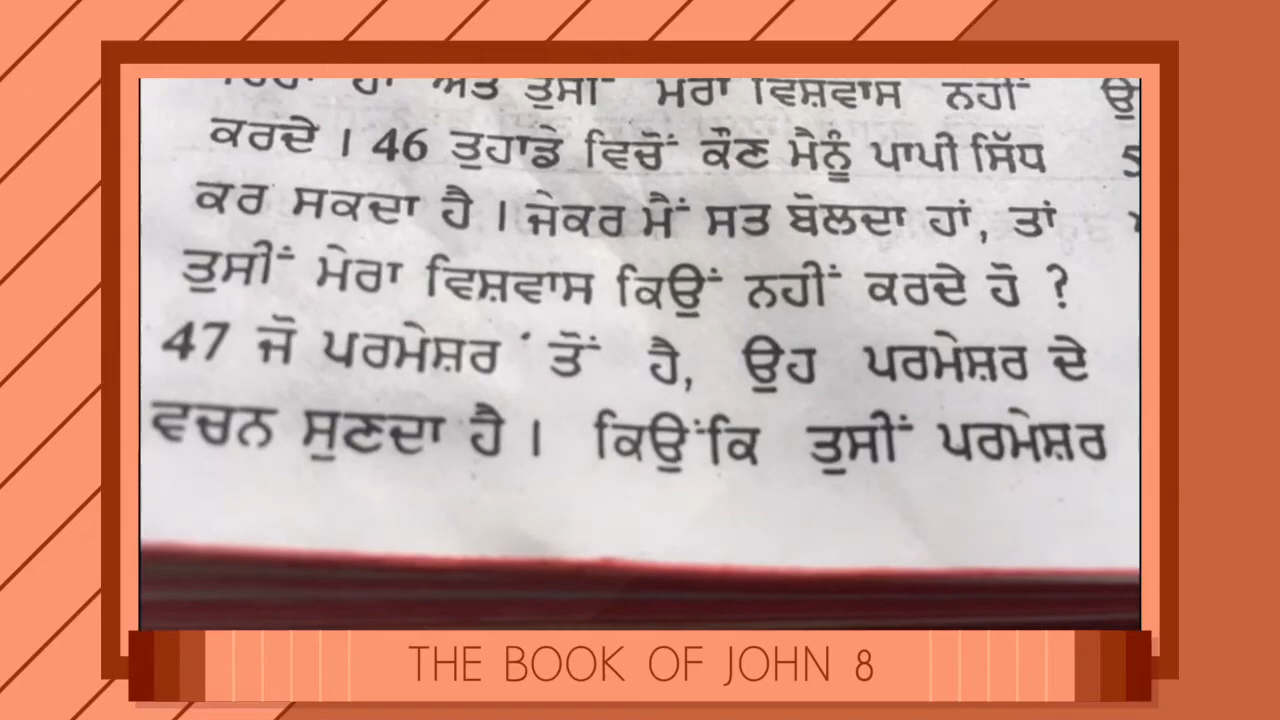 ਤੁਸੀਂ ਮੇਰਾ ਵਿਸ਼ਵਾਸ ਨਹੀਂ
ਕਰਦੇ । 46 ਤੁਹਾਡੇ ਵਿਚੋਂ ਕੌਣ ਮੈਨੂੰ ਪਾਪੀ ਸਿੱਧ
ਕਰ ਸਕਦਾ ਹੈ । ਜੇਕਰ ਮੈਂ ਸਤ ਬੋਲਦਾ ਹਾਂ, ਤਾਂ
ਤੁਸੀਂ ਮੇਰਾ ਵਿਸ਼ਵਾਸ ਕਿਉਂ ਨਹੀਂ ਕਰਦੇ ਹੋ ?
47 ਜੋ ਪਰਮੇਸ਼ਰ ਤੋਂ ਹੈ, ਉਹ ਪਰਮੇਸ਼ਰ ਦੇ
ਵਚਨ ਸੁਣਦਾ ਹੈ । ਕਿਉਂਕਿ ਤੁਸੀਂ ਪਰਮੇਸ਼ਰ
THE BOOK OF JOHN 8